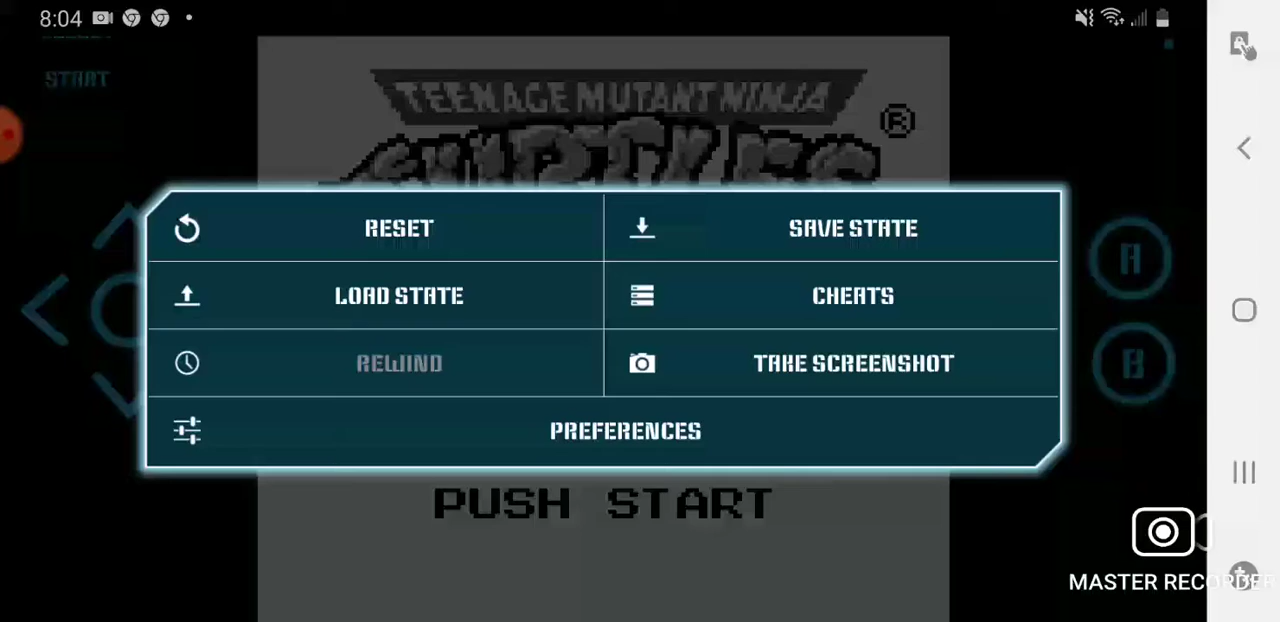 8:04
START
TEENAGE MUTANT NINJA
TURTLES ®
RESET
SAVE STATE
LOAD STATE
CHEATS
A
REWIND
TAKE SCREENSHOT
B
PREFERENCES
PUSH START
MASTER RECORDER